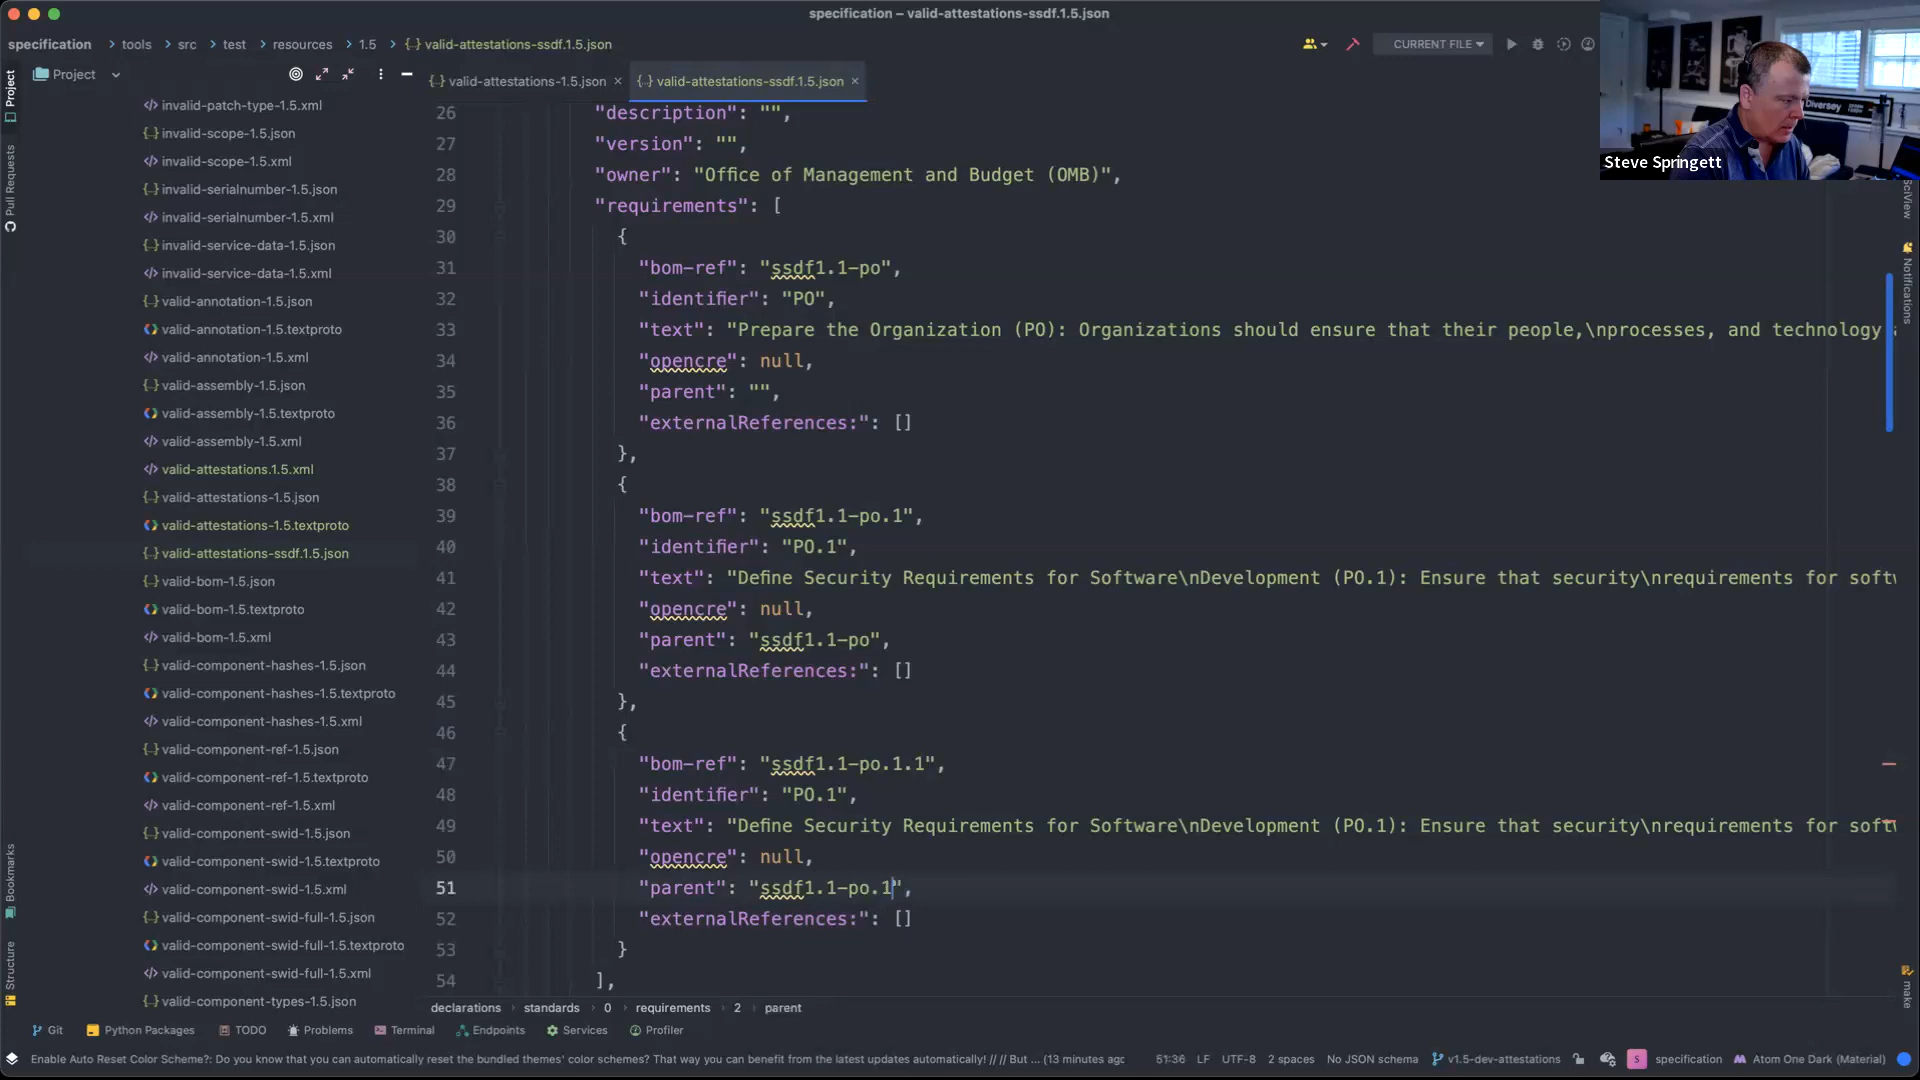 specification – valid-attestations-ssdf.1.5.json
specification > tools > src > test > resources > 1.5 > valid-attestations-ssdf.1.5.json
CURRENT FILE
Project
valid-attestations-1.5.json
valid-attestations-ssdf.1.5.json
Project
Pull Requests
Bookmarks
Structure
invalid-patch-type-1.5.xml
invalid-scope-1.5.json
invalid-scope-1.5.xml
invalid-serialnumber-1.5.json
invalid-serialnumber-1.5.xml
invalid-service-data-1.5.json
invalid-service-data-1.5.xml
valid-annotation-1.5.json
valid-annotation-1.5.textproto
valid-annotation-1.5.xml
valid-assembly-1.5.json
valid-assembly-1.5.textproto
valid-assembly-1.5.xml
valid-attestations.1.5.xml
valid-attestations-1.5.json
valid-attestations-1.5.textproto
valid-attestations-ssdf.1.5.json
valid-bom-1.5.json
valid-bom-1.5.textproto
valid-bom-1.5.xml
valid-component-hashes-1.5.json
valid-component-hashes-1.5.textproto
valid-component-hashes-1.5.xml
valid-component-ref-1.5.json
valid-component-ref-1.5.textproto
valid-component-ref-1.5.xml
valid-component-swid-1.5.json
valid-component-swid-1.5.textproto
valid-component-swid-1.5.xml
valid-component-swid-full-1.5.json
valid-component-swid-full-1.5.textproto
valid-component-swid-full-1.5.xml
valid-component-types-1.5.json
26 "description": "",
27 "version": "",
28 "owner": "Office of Management and Budget (OMB)",
29 "requirements": [
30 {
31 "bom-ref": "ssdf1.1-po",
32 "identifier": "PO",
33 "text": "Prepare the Organization (PO): Organizations should ensure that their people,\nprocesses, and technology
34 "opencre": null,
35 "parent": "",
36 "externalReferences:": []
37 },
38 {
39 "bom-ref": "ssdf1.1-po.1",
40 "identifier": "PO.1",
41 "text": "Define Security Requirements for Software\nDevelopment (PO.1): Ensure that security\nrequirements for
42 "opencre": null,
43 "parent": "ssdf1.1-po",
44 "externalReferences:": []
45 },
46 {
47 "bom-ref": "ssdf1.1-po.1.1",
48 "identifier": "PO.1",
49 "text": "Define Security Requirements for Software\nDevelopment (PO.1): Ensure that security\nrequirements for
50 "opencre": null,
51 "parent": "ssdf1.1-po.1",
52 "externalReferences:": []
53 }
54 ],
Diversey
Steve Springett
SciView
Notifications
make
declarations > standards > 0 > requirements > 2 > parent
Git Python Packages TODO Problems Terminal Endpoints Services Profiler
Enable Auto Reset Color Scheme?: Do you know that you can automatically reset the bundled themes' color schemes? That way you can benefit from the latest updates automatically! // // But ... (13 minutes ago 51:36 LF UTF-8 2 spaces No JSON schema v1.5-dev-attestations S specification Atom One Dark (Material)